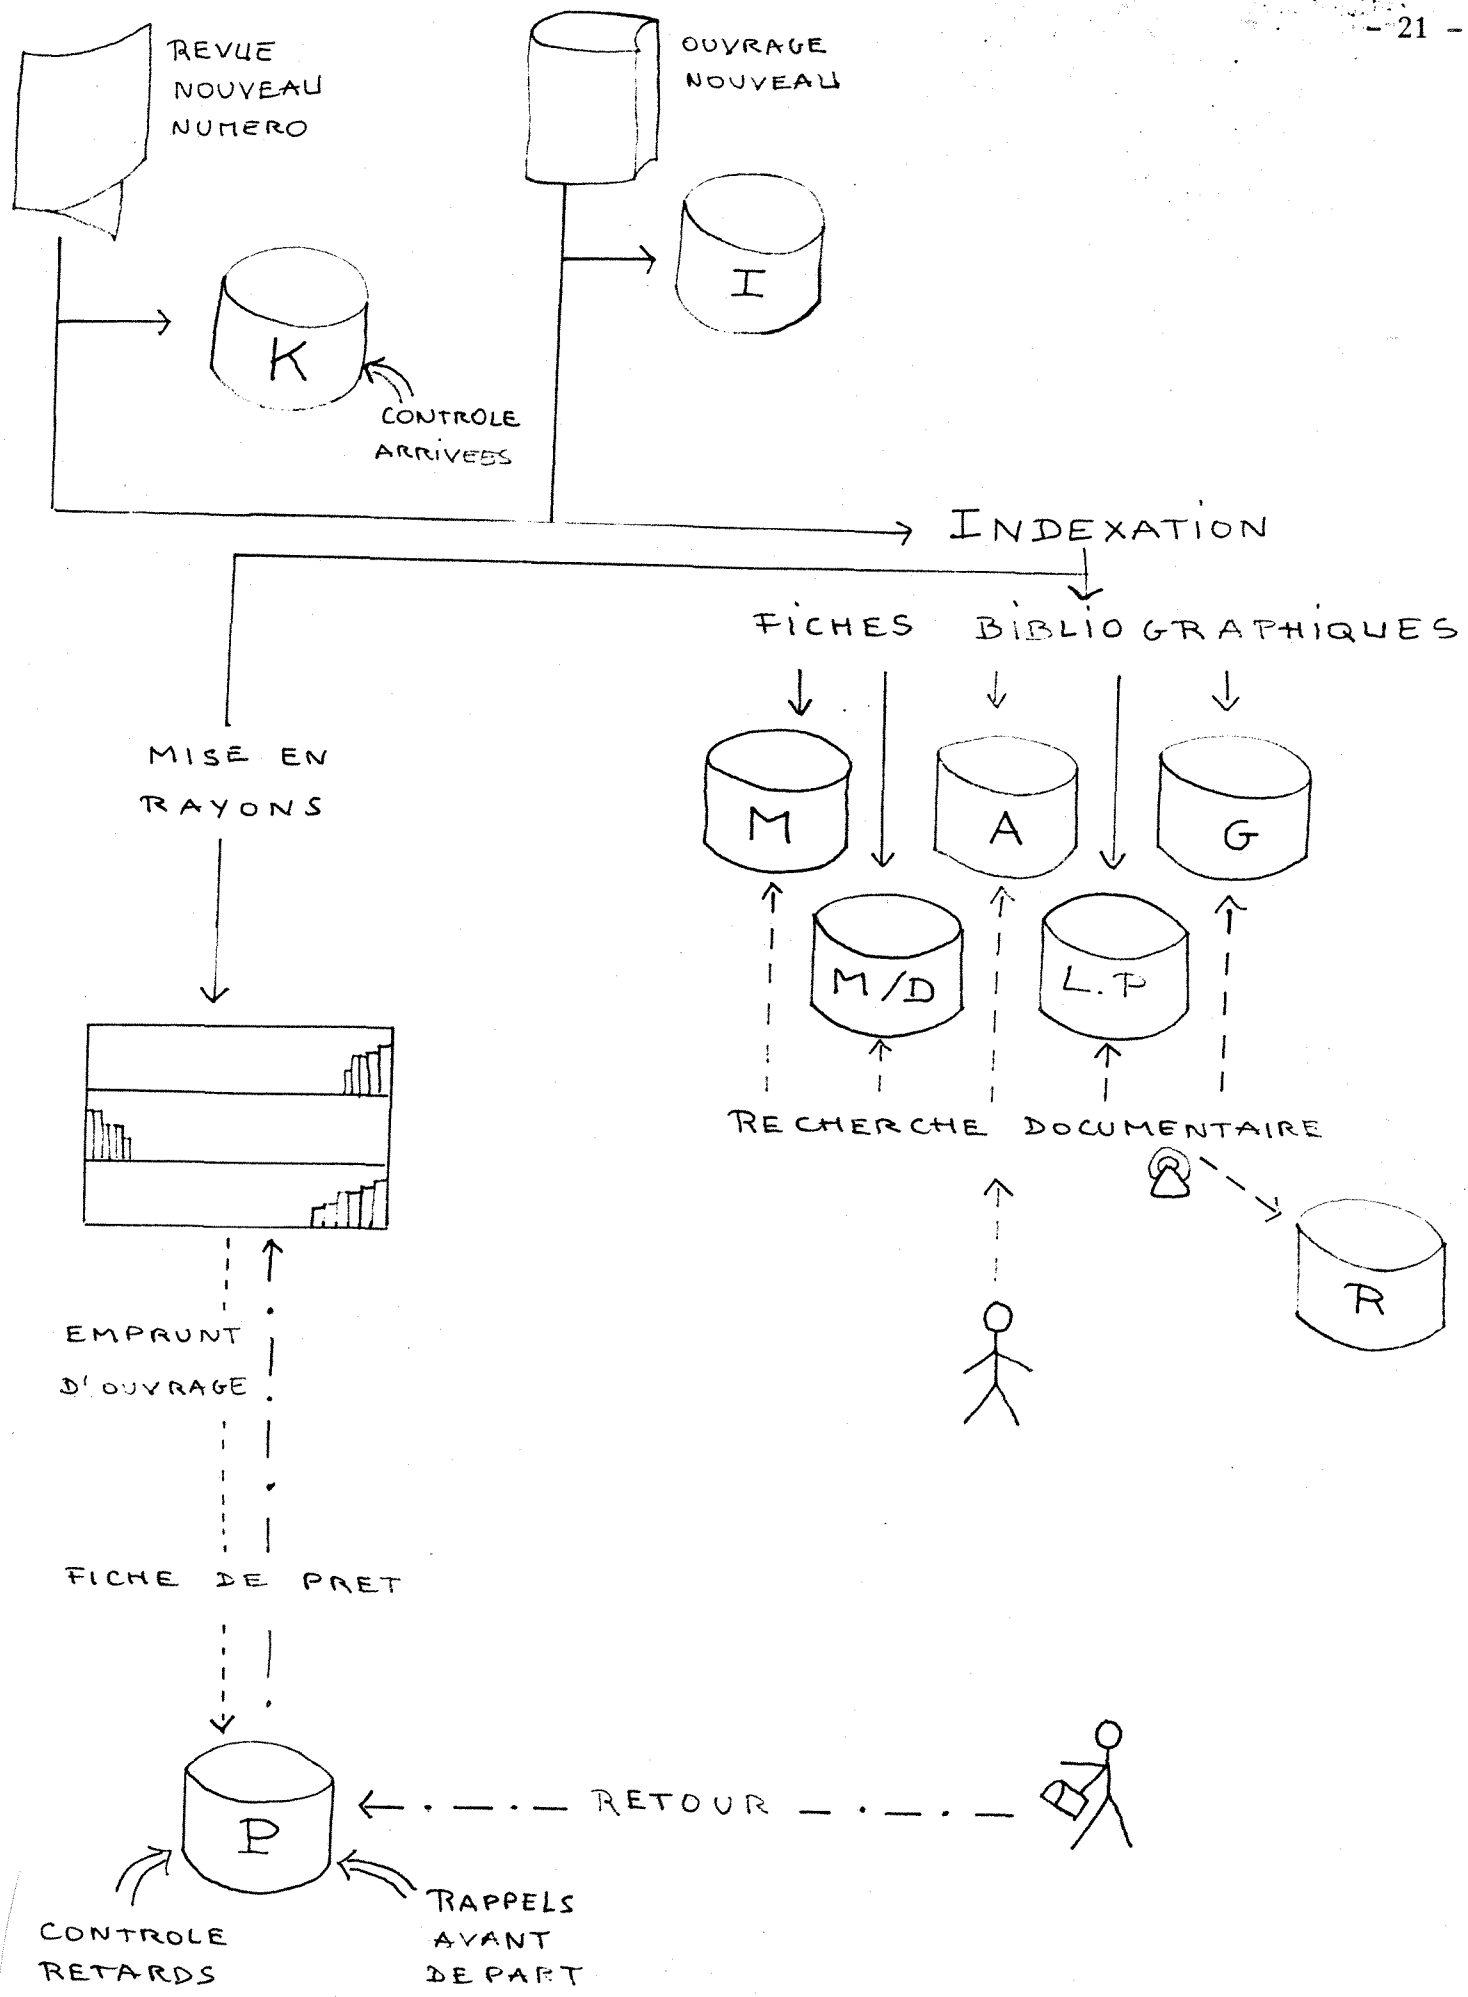 - 21 -
REVUE
NOUVEAU
NUMERO
OUVRAGE
NOUVEAU
I
K
CONTROLE
ARRIVEES
INDEXATION
FICHES BIBLIOGRAPHIQUES
MISE EN
RAYONS
M
A
G
M/D
L.P
RECHERCHE DOCUMENTAIRE
R
EMPRUNT
D'OUVRAGE
FICHE DE PRET
RETOUR
P
CONTROLE
RETARDS
RAPPELS
AVANT
DEPART